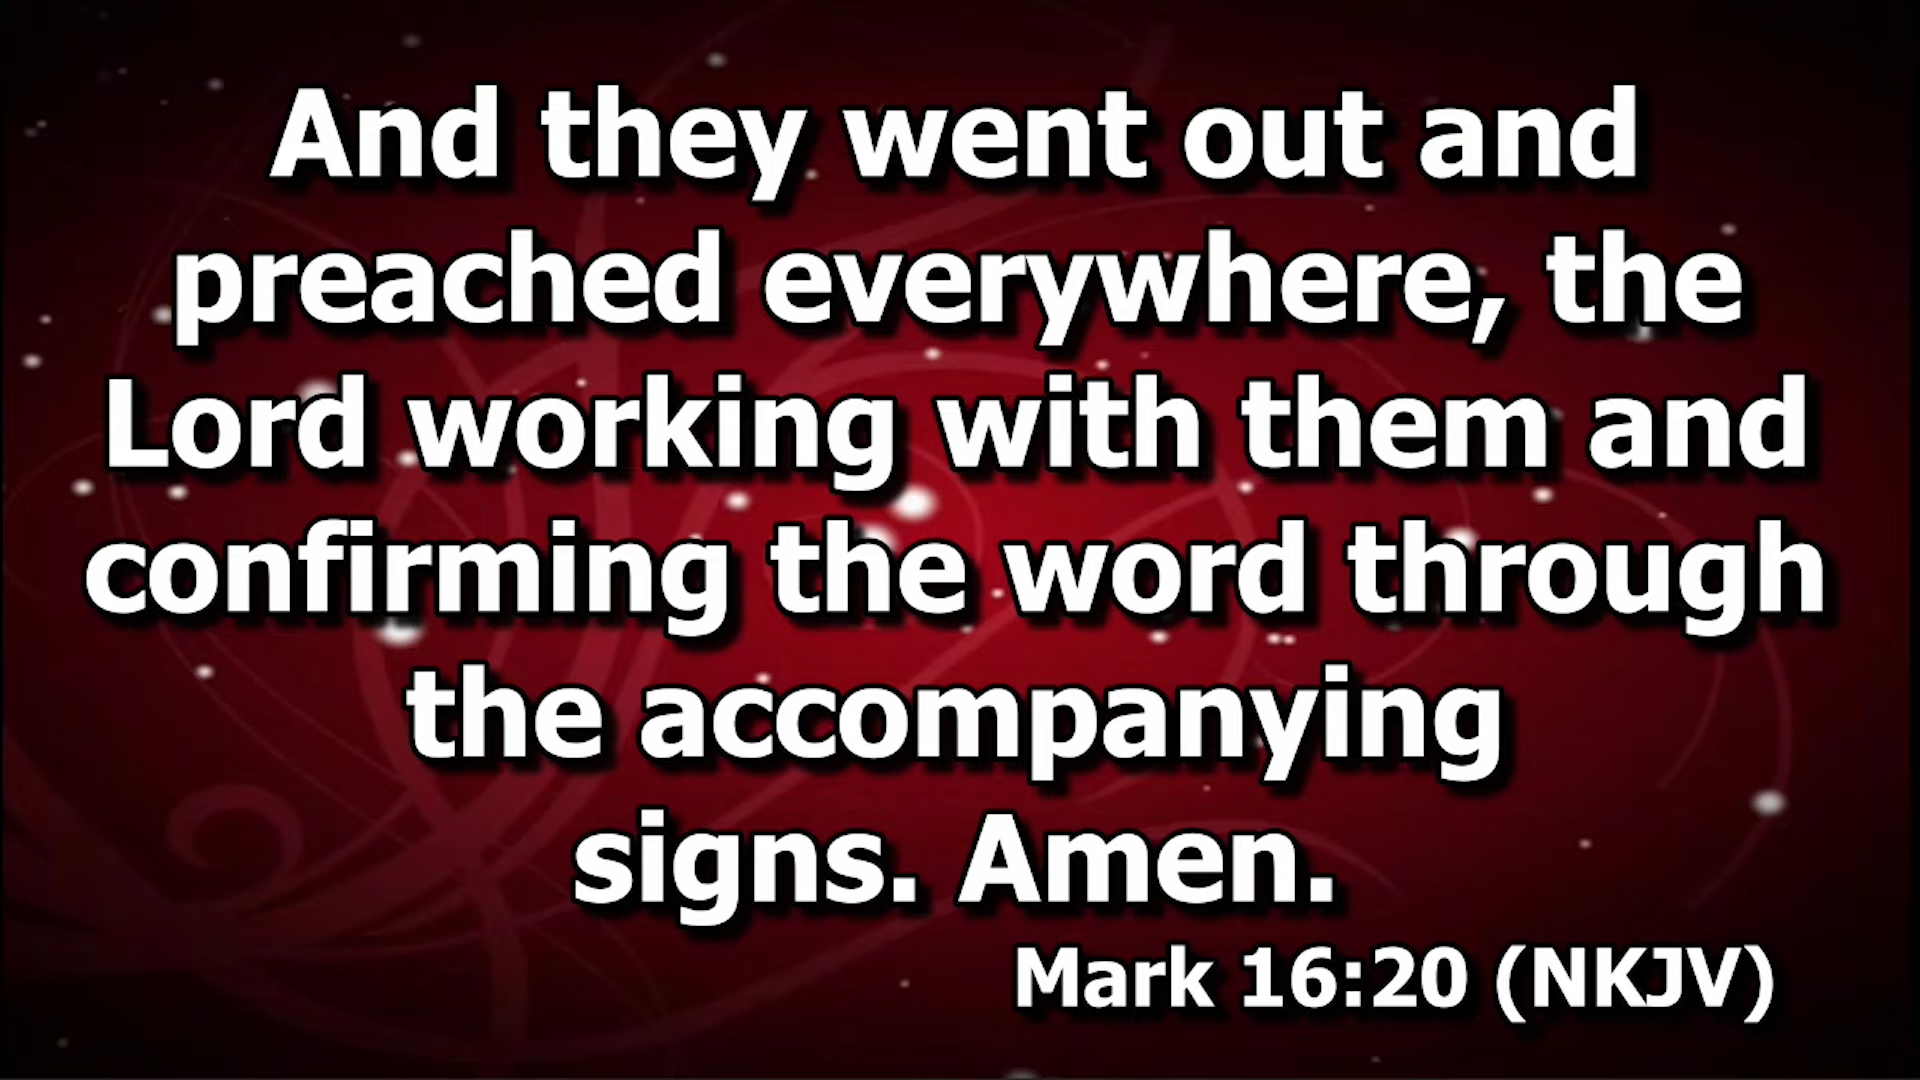 And they went out and
preached everywhere, the
Lord working with them and
confirming the word through
the accompanying
signs. Amen.
Mark 16:20 (NKJV)